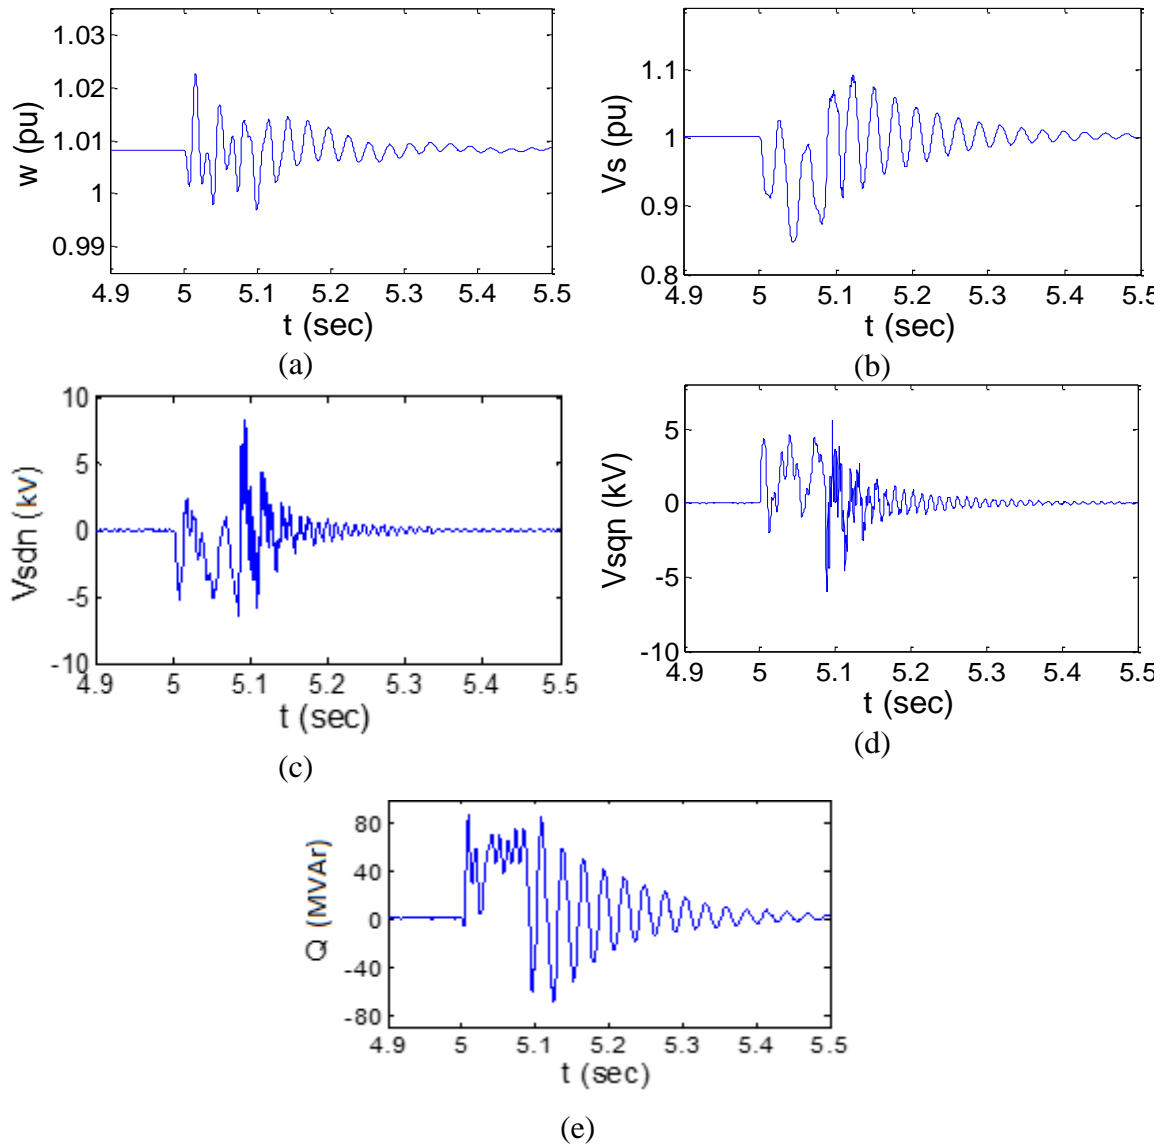 1.03
1.02
1.01
1
0.99
w (pu)
4.9 5 5.1 5.2 5.3 5.4 5.5
t (sec)
(a)
1.1
1
0.9
0.8
Vs (pu)
4.9 5 5.1 5.2 5.3 5.4 5.5
t (sec)
(b)
10
5
0
-5
-10
Vsdn (kv)
4.9 5 5.1 5.2 5.3 5.4 5.5
t (sec)
(c)
5
0
-5
-10
Vsqn (kV)
4.9 5 5.1 5.2 5.3 5.4 5.5
t (sec)
(d)
80
40
0
-40
-80
Q (MVAr)
4.9 5 5.1 5.2 5.3 5.4 5.5
t (sec)
(e)